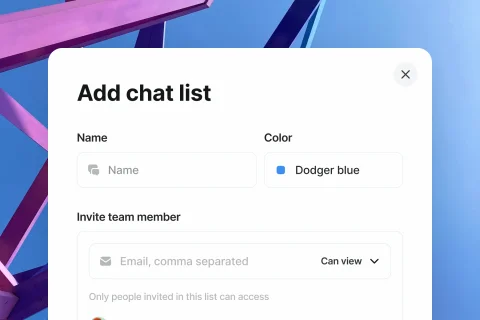 Add chat list
Name
Color
Name
Dodger blue
Invite team member
Email, comma separated
Can view
Only people invited in this list can access